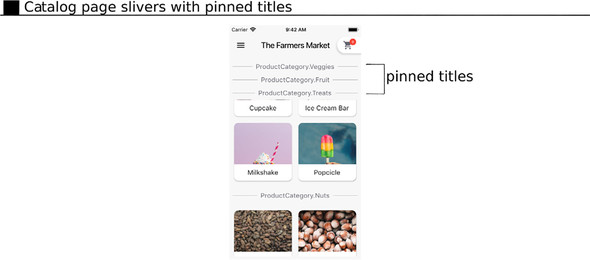 Catalog page slivers with pinned titles
Carrier 9:42 AM
The Farmers Market
ProductCategory.Veggies
ProductCategory.Fruit
ProductCategory.Treats
pinned titles
Cupcake Ice Cream Bar
Milkshake Popcicle
ProductCategory.Nuts